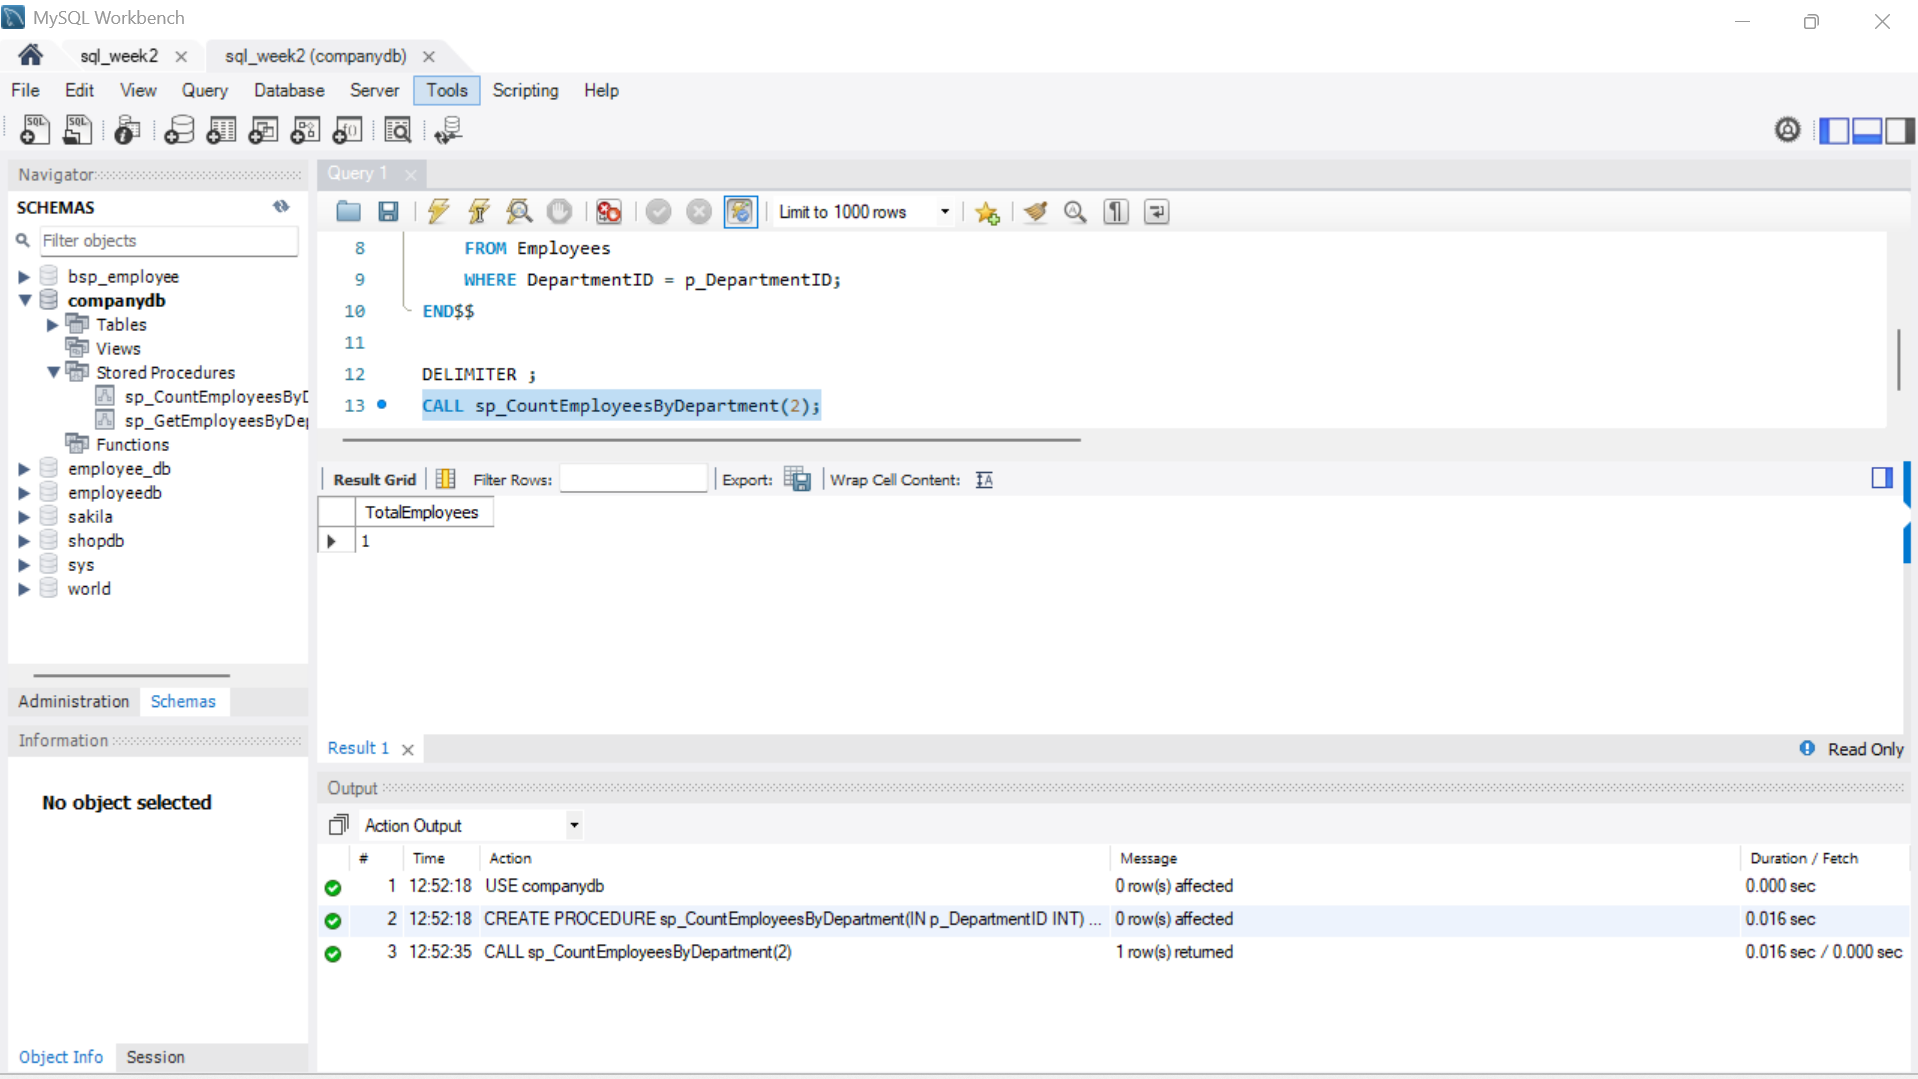 MySQL Workbench
sql_week2
sql_week2 (companydb)
File Edit View Query Database Server Tools Scripting Help
Navigator
Query 1
SCHEMAS
Filter objects
bsp_employee
companydb
Tables
Views
Stored Procedures
sp_CountEmployeesByD
sp_GetEmployeesByDep
Functions
employee_db
employeedb
sakila
shopdb
sys
world
Administration Schemas
Information
No object selected
Object Info Session
Limit to 1000 rows
8 FROM Employees
9 WHERE DepartmentID = p_DepartmentID;
10 END$$
11
12 DELIMITER ;
13 CALL sp_CountEmployeesByDepartment(2);
Result Grid Filter Rows: Export: Wrap Cell Content:
TotalEmployees
1
Result 1 Read Only
Output
Action Output
# Time Action Message Duration / Fetch
1 12:52:18 USE companydb 0 row(s) affected 0.000 sec
2 12:52:18 CREATE PROCEDURE sp_CountEmployeesByDepartment(IN p_DepartmentID INT) ... 0 row(s) affected 0.016 sec
3 12:52:35 CALL sp_CountEmployeesByDepartment(2) 1 row(s) returned 0.016 sec / 0.000 sec